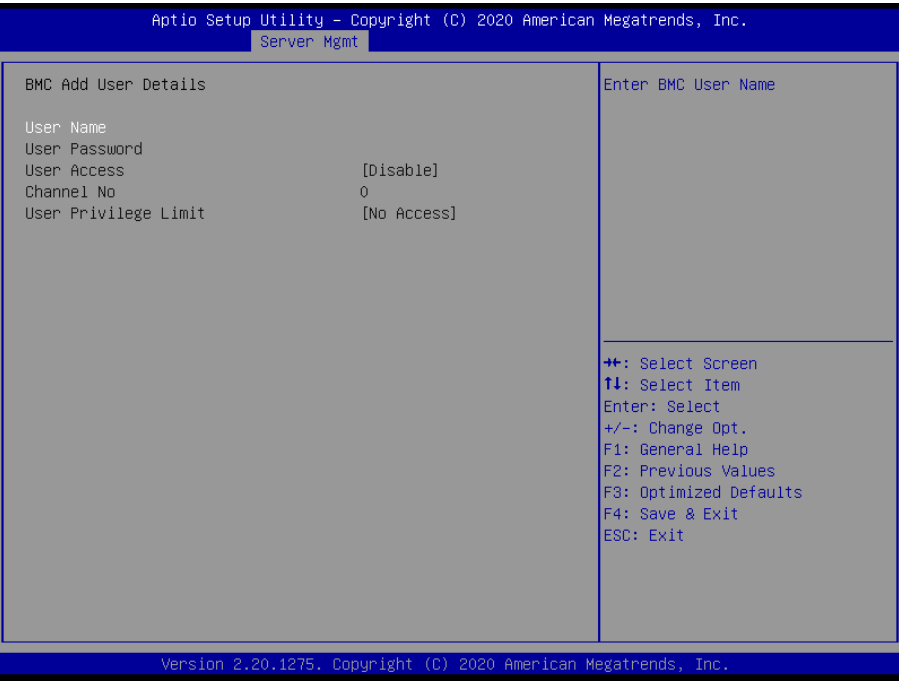 Aptio Setup Utility – Copyright (C) 2020 American Megatrends, Inc.
Server Mgmt
BMC Add User Details
User Name
User Password
User Access [Disable]
Channel No 0
User Privilege Limit [No Access]
Enter BMC User Name
→←: Select Screen
↑↓: Select Item
Enter: Select
+/-: Change Opt.
F1: General Help
F2: Previous Values
F3: Optimized Defaults
F4: Save & Exit
ESC: Exit
Version 2.20.1275. Copyright (C) 2020 American Megatrends, Inc.